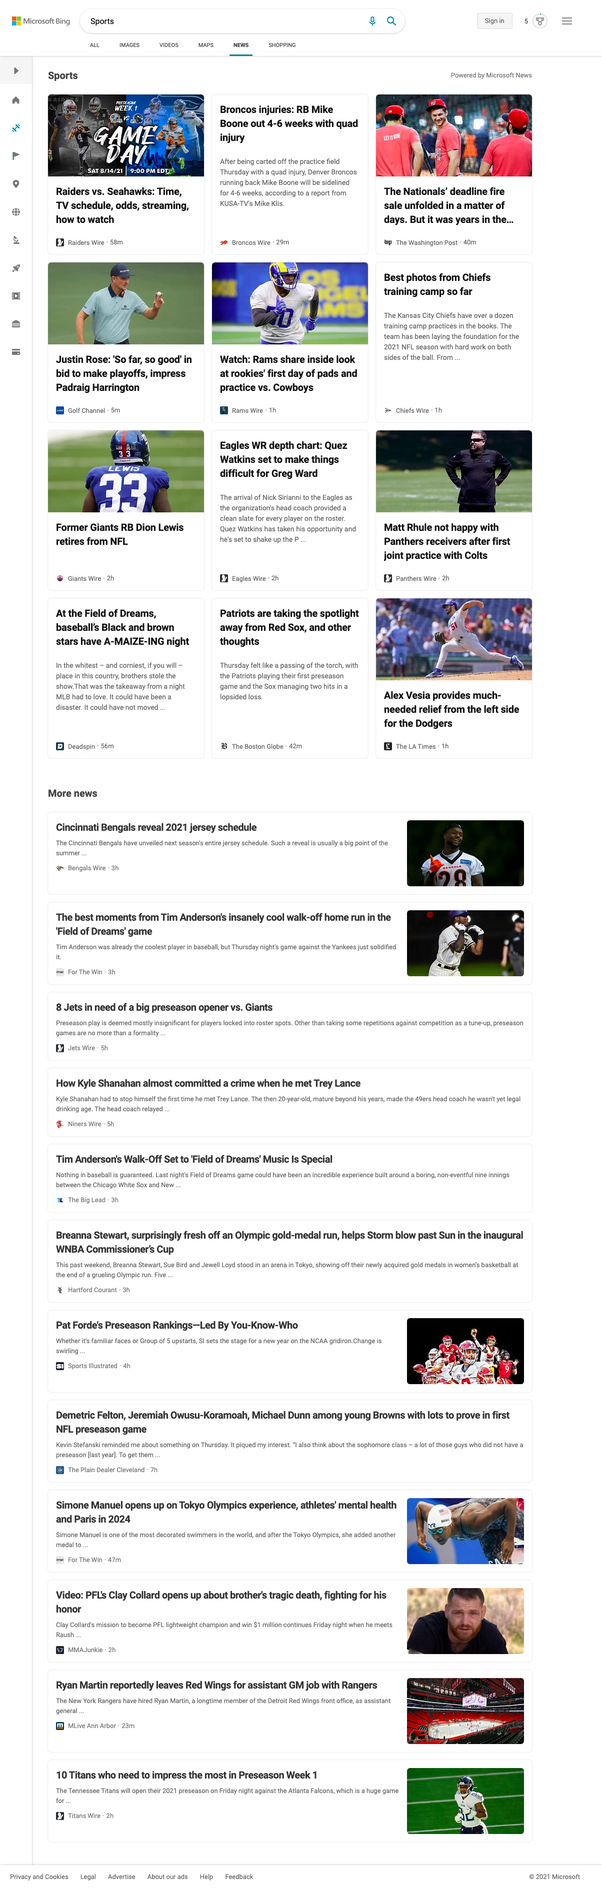 Microsoft Bing
Sports
Sign in
5
ALL IMAGES VIDEOS MAPS NEWS SHOPPING
Sports
Powered by Microsoft News
PRESEASON
WEEK 1
VS
GAME
DAY
SAT 8/14/21 9:00 PM EDT
Raiders vs. Seahawks: Time,
TV schedule, odds, streaming,
how to watch
Raiders Wire · 58m
Broncos injuries: RB Mike
Boone out 4-6 weeks with quad
injury
After being carted off the practice field
Thursday with a quad injury, Denver Broncos
running back Mike Boone will be sidelined
for 4-6 weeks, according to a report from
KUSA-TV's Mike Klis.
Broncos Wire · 29m
The Nationals' deadline fire
sale unfolded in a matter of
days. But it was years in the...
The Washington Post · 40m
Justin Rose: 'So far, so good' in
bid to make playoffs, impress
Padraig Harrington
Golf Channel · 5m
Watch: Rams share inside look
at rookies' first day of pads and
practice vs. Cowboys
Rams Wire · 1h
Best photos from Chiefs
training camp so far
The Kansas City Chiefs have over a dozen
training camp practices in the books. The
team has been laying the foundation for the
2021 NFL season with hard work on both
sides of the ball. From ...
Chiefs Wire · 1h
LEWIS
33
Former Giants RB Dion Lewis
retires from NFL
Giants Wire · 2h
Eagles WR depth chart: Quez
Watkins set to make things
difficult for Greg Ward
The arrival of Nick Sirianni to the Eagles as
the organization's head coach provided a
clean slate for every player on the roster.
Quez Watkins has taken his opportunity and
he's set to shake up the P ...
Eagles Wire · 2h
Matt Rhule not happy with
Panthers receivers after first
joint practice with Colts
Panthers Wire · 2h
At the Field of Dreams,
baseball's Black and brown
stars have A-MAIZE-ING night
In the whitest – and corniest, if you will –
place in this country, brothers stole the
show.That was the takeaway from a night
MLB had to love. It could have been a
disaster. It could have not moved ...
Deadspin · 56m
Patriots are taking the spotlight
away from Red Sox, and other
thoughts
Thursday felt like a passing of the torch, with
the Patriots playing their first preseason
game and the Sox managing two hits in a
lopsided loss.
The Boston Globe · 42m
51
Alex Vesia provides much-
needed relief from the left side
for the Dodgers
The LA Times · 1h
More news
Cincinnati Bengals reveal 2021 jersey schedule
The Cincinnati Bengals have unveiled next season's entire jersey schedule. Such a reveal is usually a big point of the
summer ...
Bengals Wire · 3h
28
The best moments from Tim Anderson's insanely cool walk-off home run in the
'Field of Dreams' game
Tim Anderson was already the coolest player in baseball, but Thursday night's game against the Yankees just solidified
it.
For The Win · 3h
8 Jets in need of a big preseason opener vs. Giants
Preseason play is deemed mostly insignificant for players locked into roster spots. Other than taking some repetitions against competition as a tune-up, preseason
games are no more than a formality ...
Jets Wire · 5h
How Kyle Shanahan almost committed a crime when he met Trey Lance
Kyle Shanahan had to stop himself the first time he met Trey Lance. The then 20-year-old, mature beyond his years, made the 49ers head coach he wasn't yet legal
drinking age. The head coach relayed ...
Niners Wire · 5h
Tim Anderson's Walk-Off Set to 'Field of Dreams' Music Is Special
Nothing in baseball is guaranteed. Last night's Field of Dreams game could have been an incredible experience built around a boring, non-eventful nine innings
between the Chicago White Sox and New ...
The Big Lead · 3h
Breanna Stewart, surprisingly fresh off an Olympic gold-medal run, helps Storm blow past Sun in the inaugural
WNBA Commissioner's Cup
This past weekend, Breanna Stewart, Sue Bird and Jewell Loyd stood in an arena in Tokyo, showing off their newly acquired gold medals in women's basketball at
the end of a grueling Olympic run. Five ...
Hartford Courant · 3h
Pat Forde's Preseason Rankings—Led By You-Know-Who
Whether it's familiar faces or Group of 5 upstarts, SI sets the stage for a new year on the NCAA gridiron.Change is
swirling ...
Sports Illustrated · 4h
Demetric Felton, Jeremiah Owusu-Koramoah, Michael Dunn among young Browns with lots to prove in first
NFL preseason game
Kevin Stefanski reminded me about something on Thursday. It piqued my interest. "I also think about the sophomore class – a lot of those guys who did not have a
preseason [last year]. To get them ...
The Plain Dealer Cleveland · 7h
Simone Manuel opens up on Tokyo Olympics experience, athletes' mental health
and Paris in 2024
Simone Manuel is one of the most decorated swimmers in the world, and after the Tokyo Olympics, she added another
medal to ...
For The Win · 47m
Video: PFL's Clay Collard opens up about brother's tragic death, fighting for his
honor
Clay Collard's mission to become PFL lightweight champion and win $1 million continues Friday night when he meets
Raush ...
MMAJunkie · 2h
Ryan Martin reportedly leaves Red Wings for assistant GM job with Rangers
The New York Rangers have hired Ryan Martin, a longtime member of the Detroit Red Wings front office, as assistant
general ...
MLive Ann Arbor · 23m
10 Titans who need to impress the most in Preseason Week 1
The Tennessee Titans will open their 2021 preseason on Friday night against the Atlanta Falcons, which is a huge game
for ...
Titans Wire · 2h
Privacy and Cookies Legal Advertise About our ads Help Feedback
© 2021 Microsoft